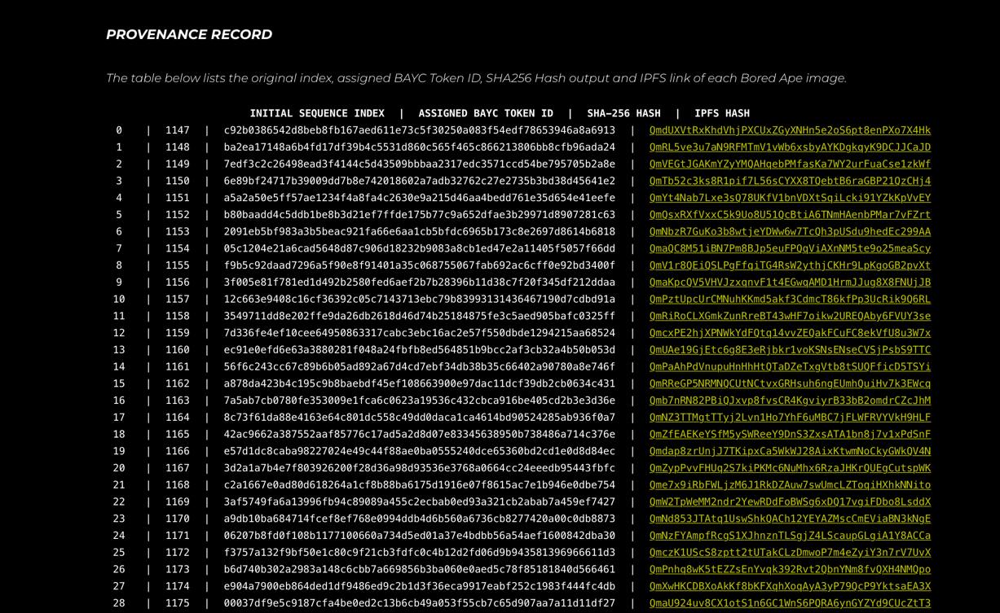 PROVENANCE RECORD
The table below lists the original index, assigned BAYC Token ID, SHA256 Hash output and IPFS link of each Bored Ape image.
INITIAL SEQUENCE INDEX | ASSIGNED BAYC TOKEN ID | SHA-256 HASH | IPFS HASH
0 | 1147 | c92b0386542d8beb8fb167aed611e73c5f30250a083f54edf78653946a8a6913 | QmdUXVtRxKhdVhjPXCUxZGyXNHn5e2oS6pt8enPXo7X4Hk
1 | 1148 | ba2ea17148a6b4fd17df39b4c5531d860c565f465c866213806bb8cfb96ada24 | QmRL5ve3u7aN9RFMTmV1vWb6xsbyAYKDgkqyK9DCJJCaJD
2 | 1149 | 7edf3c2c26498ead3f4144c5d43509bbbaa2317edc3571ccd54be795705b2a8e | QmVEGtJGAKmYZyYMQAHqebPMfasKa7WY2urFuaCse1zkWf
3 | 1150 | 6e89bf24717b39009dd7b8e742018602a7adb32762c27e2735b3bd38d45641e2 | QmTb52c3ks8R1pif7L56sCYXX8TQebtB6raGBP21QzCHj4
4 | 1151 | a5a2a50e5ff57ae1234f4a8fa4c2630e9a215d46aa4bedd761e35d654e41eefe | QmYt4Nab7Lxe3sQ78UKfV1bnVDXtSqiLcki91YZkKpVvEY
5 | 1152 | b80baadd4c5ddb1be8b3d21ef7ffde175b77c9a652dfae3b29971d8907281c63 | QmQsxRXfVxxC5k9Uo8U51QcBtiA6TNmHAenbPMar7vFZrt
6 | 1153 | 2091eb5bf983a3b5beac921fa66e6aa1cb5bfdc6965b173c8e2697d8614b6818 | QmNbzR7GuKo3b8wtjeYDWw6w7TcQh3pUSdu9hedEc299AA
7 | 1154 | 05c1204e21a6cad5648d87c906d18232b9083a8cb1ed47e2a11405f5057f66dd | QmaQC8M51iBN7Pm8BJp5euFPQqViAXnNM5te9o25meaScy
8 | 1155 | f9b5c92daad7296a5f90e8f91401a35c068755067fab692ac6cff0e92bd3400f | QmV1r8QEiQSLPgFfqiTG4RsW2ythjCKHr9LpKgoGB2pvXt
9 | 1156 | 3f005e81f781ed1d492b2580fed6aef2b7b28396b11d38c7f20f345df212ddaa | QmaKpcQV5VHVJzxqnvF1t4EGwqAMD1HrmJJug8X8FNUjJB
10 | 1157 | 12c663e9408c16cf36392c05c7143713ebc79b83993131436467190d7cdbd91a | QmPztUpcUrCMNuhKKmd5akf3CdmcT86kfPp3UcRik9Q6RL
11 | 1158 | 3549711dd8e202ffe9da26db2618d46d74b25184875fe3c5aed905bafc0325ff | QmRiRoCLXGmkZunRreBT43wHF7oikw2UREQAby6FVUY3se
12 | 1159 | 7d336fe4ef10cee64950863317cabc3ebc16ac2e57f550dbde1294215aa68524 | QmcxPE2hjXPNWkYdFQtq14vvZEQakFCuFC8ekVfU8u3W7x
13 | 1160 | ec91e0efd6e63a3880281f048a24fbfb8ed564851b9bcc2af3cb32a4b50b053d | QmUAe19GjEtc6g8E3eRjbkr1voKSNsENseCVSjPsbS9TTC
14 | 1161 | 56f6c243cc67c89b6b05ad892a67d4cd7ebf34db38b35c66402a90780a8e746f | QmPaAhPdVnupuHnHhHtQTaDZeTxgVtb8tSUQFficD5TSYi
15 | 1162 | a878da423b4c195c9b8baebdf45ef108663900e97dac11dcf39db2cb0634c431 | QmRReGP5NRMNQCUtNCtvxGRHsuh6nqEUmhQuiHv7k3EWcq
16 | 1163 | 7a5ab7cb0780fe353009e1fca6c0623a19536c432cbca916be405cd2b3e3d36e | Qmb7nRN82PBiQJxvp8fvsCR4KgviyrB33bB2omdrCZcJhM
17 | 1164 | 8c73f61da88e4163e64c801dc558c49dd0daca1ca4614bd90524285ab936f0a7 | QmNZ3TTMgtTTyj2Lvn1Ho7YhF6uMBC7jFLWFRVYVkH9HLF
18 | 1165 | 42ac9662a387552aaf85776c17ad5a2d8d07e83345638950b738486a714c376e | QmZfEAEKeYSfM5ySWReeY9DnS3ZxsATA1bn8j7v1xPdSnF
19 | 1166 | e57d1dc8caba98227024e49c44f88ae0ba0555240dce65360bd2cd1e0d8d84ec | Qmdap8zrUnjJ7TKipxCa5WkWJ28AixKtwmNoCkyGWkQV4N
20 | 1167 | 3d2a1a7b4e7f803926200f28d36a98d93536e3768a0664cc24eeedb95443fbfc | QmZypPvvFHUq2S7kiPKMc6NuMhx6RzaJHKrQUEgCutspWK
21 | 1168 | c2a1667e0ad80d618264a1cf8b88ba6175d1916e07f8615ac7e1b946e0dbe754 | Qme7x9iRbFWLjzM6J1RkDZAuw7swUmcLZToqiHXhkNNito
22 | 1169 | 3af5749fa6a13996fb94c89089a455c2ecbab0ed93a321cb2abab7a459ef7427 | QmW2TpWeMM2ndr2YewRDdFoBWSg6xDQ17vgiFDbo8LsddX
23 | 1170 | a9db10ba684714fcef8ef768e0994ddb4d6b560a6736cb8277420a00c0db8873 | QmNd853JTAtq1UswShkQACh12YEYAZMscCmEViaBN3kNgE
24 | 1171 | 06207b8fd0f108b1177100660a734d5ed01a37e4bdbb56a54aef1600842dba30 | QmNzFYAmpfRcgS1XJhnznTLSgjZ4LScaupGLgiA1Y8ACCa
25 | 1172 | f3757a132f9bf50e1c80c9f21cb3fdfc0c4b12d2fd06d9b943581396966611d3 | QmczK1UScS8zptt2tUTakCLzDmwoP7m4eZyiY3n7rV7UvX
26 | 1173 | b6d740b302a2983a148c6cbb7a669856b3ba060e0aed5c78f85181840d566461 | QmPnhq8wK5tEZZsEnYvqk392Rvt2QbnYNm8fvQXH4NMQpo
27 | 1174 | e904a7900eb864ded1df9486ed9c2b1d3f36eca9917eabf252c1983f444fc4db | QmXwHKCDBXoAkKf8bKFXqhXoqAyA3yP79QcP9YktsaEA3X
28 | 1175 | 00037df9e5c9187cfa4be0ed2c13b6cb49a053f55cb7c65d907aa7a11d11df27 | QmaU924uv8CX1otS1n6GC1WnS6PQRA6ynGYZYd9CUcZtT3